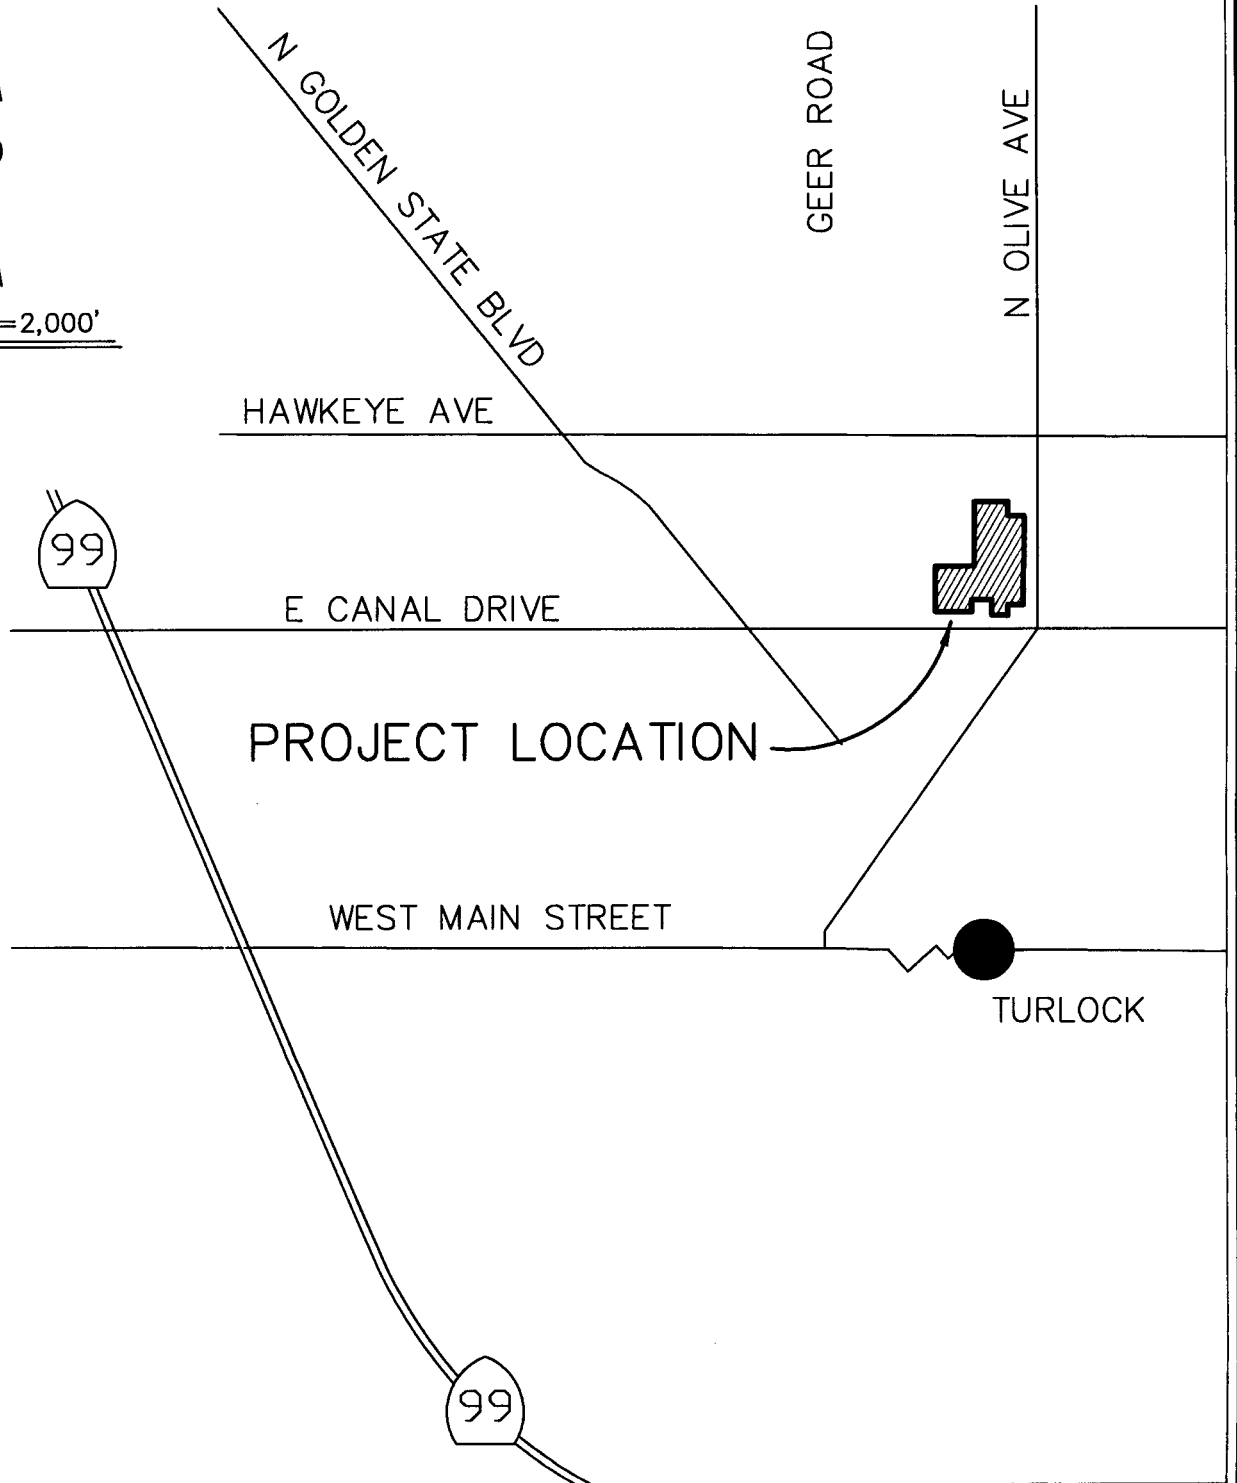 N GOLDEN STATE BLVD
GEER ROAD
N OLIVE AVE
=2,000'
HAWKEYE AVE
99
E CANAL DRIVE
PROJECT LOCATION
WEST MAIN STREET
TURLOCK
99